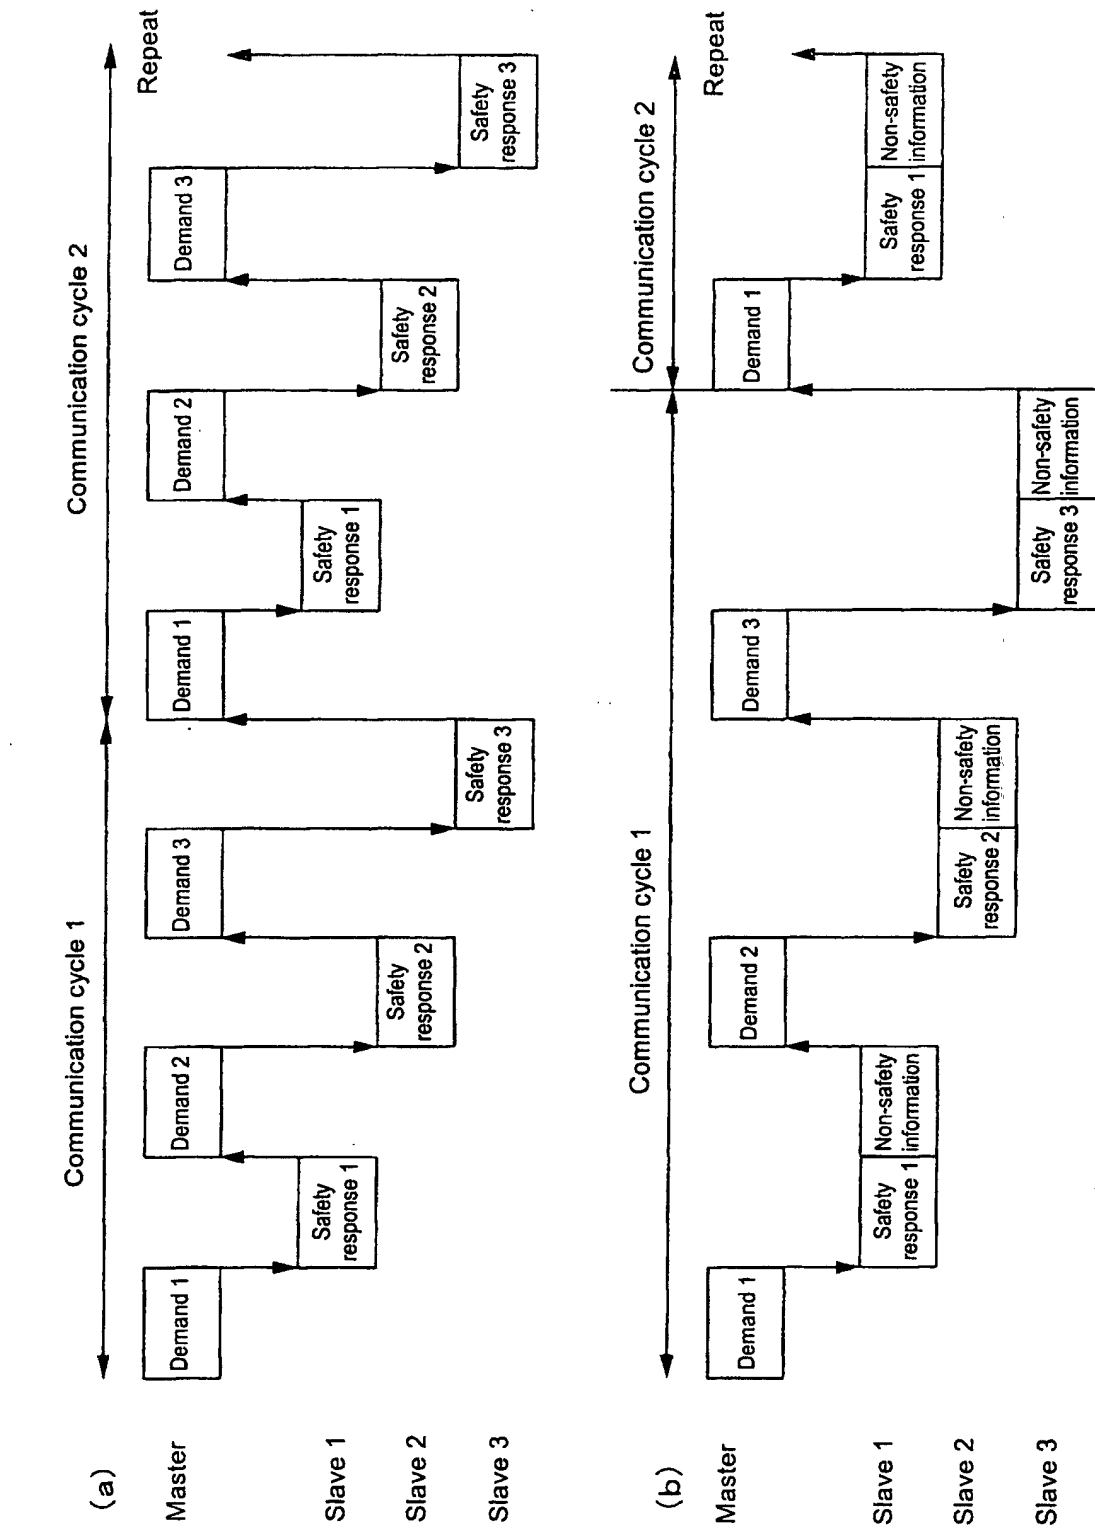 (a)
Communication cycle 1
Communication cycle 2
Repeat
Master
Demand 1
Demand 2
Demand 3
Demand 1
Demand 2
Demand 3
Slave 1
Safety
response 1
Safety
response 1
Slave 2
Safety
response 2
Safety
response 2
Slave 3
Safety
response 3
Safety
response 3
(b)
Communication cycle 1
Communication cycle 2
Repeat
Master
Demand 1
Demand 2
Demand 3
Demand 1
Slave 1
Safety
response 1
Non-safety
information
Safety
response 1
Non-safety
information
Slave 2
Safety
response 2
Non-safety
information
Slave 3
Safety
response 3
Non-safety
information